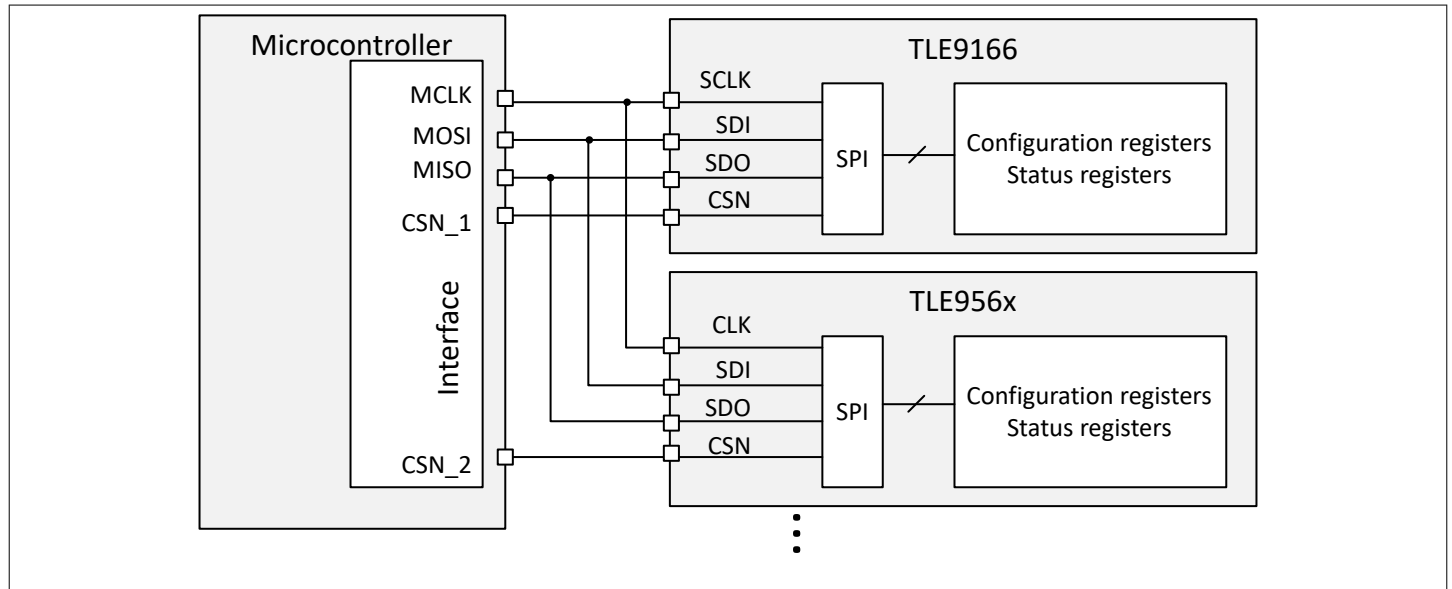 Microcontroller
MCLK
MOSI
MISO
CSN_1
Interface
CSN_2
TLE9166
SCLK
SDI
SDO
CSN
SPI
Configuration registers
Status registers
TLE956x
CLK
SDI
SDO
CSN
SPI
Configuration registers
Status registers